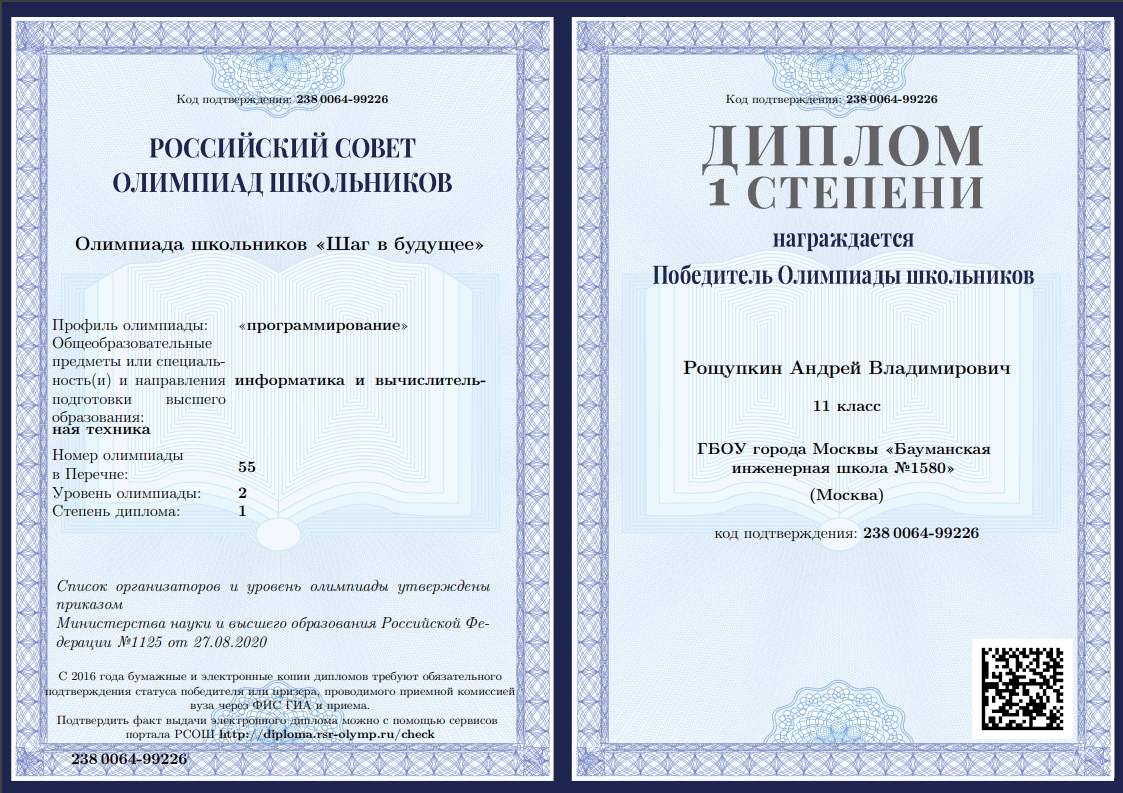 Код подтверждения: 238 0064-99226
РОССИЙСКИЙ СОВЕТ
ОЛИМПИАД ШКОЛЬНИКОВ
Олимпиада школьников «Шаг в будущее»
Профиль олимпиады: «программирование»
Общеобразовательные
предметы или специаль-
ность(и) и направления информатика и вычислитель-
подготовки высшего
образования:
ная техника
Номер олимпиады
в Перечне: 55
Уровень олимпиады: 2
Степень диплома: 1
Список организаторов и уровень олимпиады утверждены
приказом
Министерства науки и высшего образования Российской Фе-
дерации №1125 от 27.08.2020
С 2016 года бумажные и электронные копии дипломов требуют обязательного
подтверждения статуса победителя или призера, проводимого приемной комиссией
вуза через ФИС ГИА и приема.
Подтвердить факт выдачи электронного диплома можно с помощью сервисов
портала РСОШ http://diploma.rsr-olymp.ru/check
238 0064-99226
Код подтверждения: 238 0064-99226
ДИПЛОМ
1 СТЕПЕНИ
награждается
Победитель Олимпиады школьников
Рощупкин Андрей Владимирович
11 класс
ГБОУ города Москвы «Бауманская
инженерная школа №1580»
(Москва)
код подтверждения: 238 0064-99226